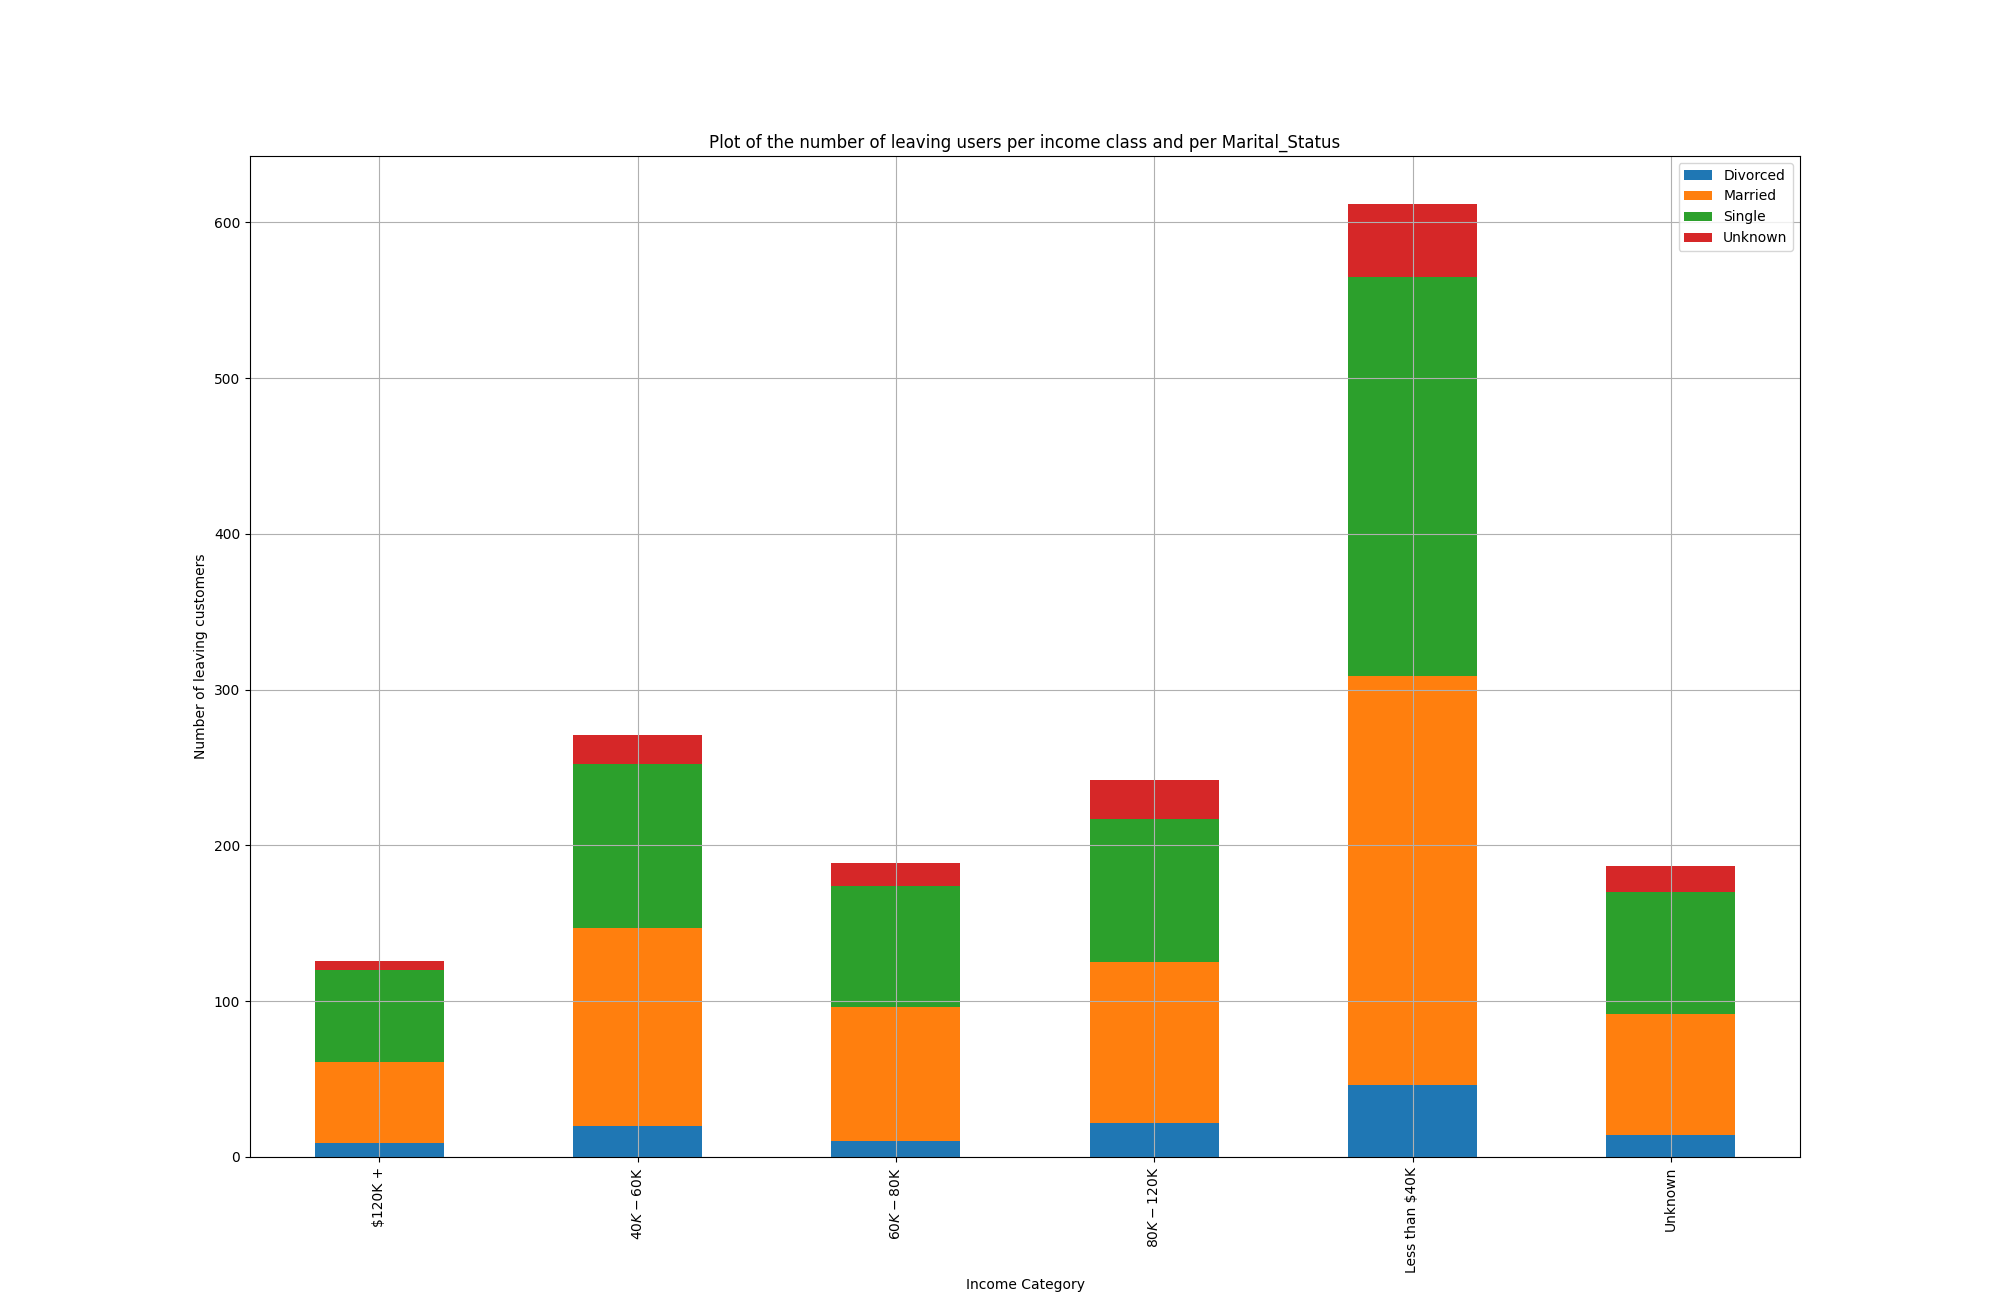 Plot of the number of leaving users per income class and per Marital_Status
Divorced
Married
Single
Unknown
600
500
400
300
200
100
0
Number of leaving customers
$120K +
40K − 60K
60K − 80K
80K − 120K
Less than $40K
Unknown
Income Category